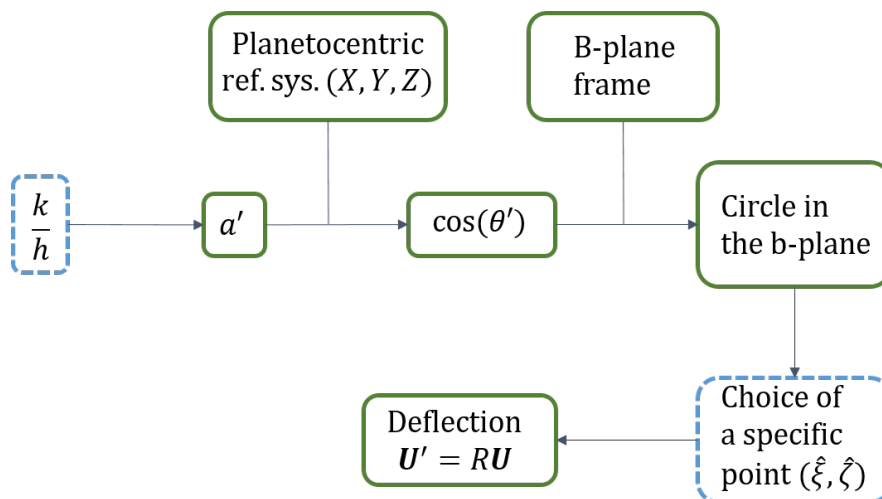 Planetocentric
ref. sys. (X, Y, Z)
B-plane
frame
k
h
a′
cos(θ′)
Circle in
the b-plane
Choice of
a specific
point (ξ̂, ζ̂)
Deflection
U′ = RU